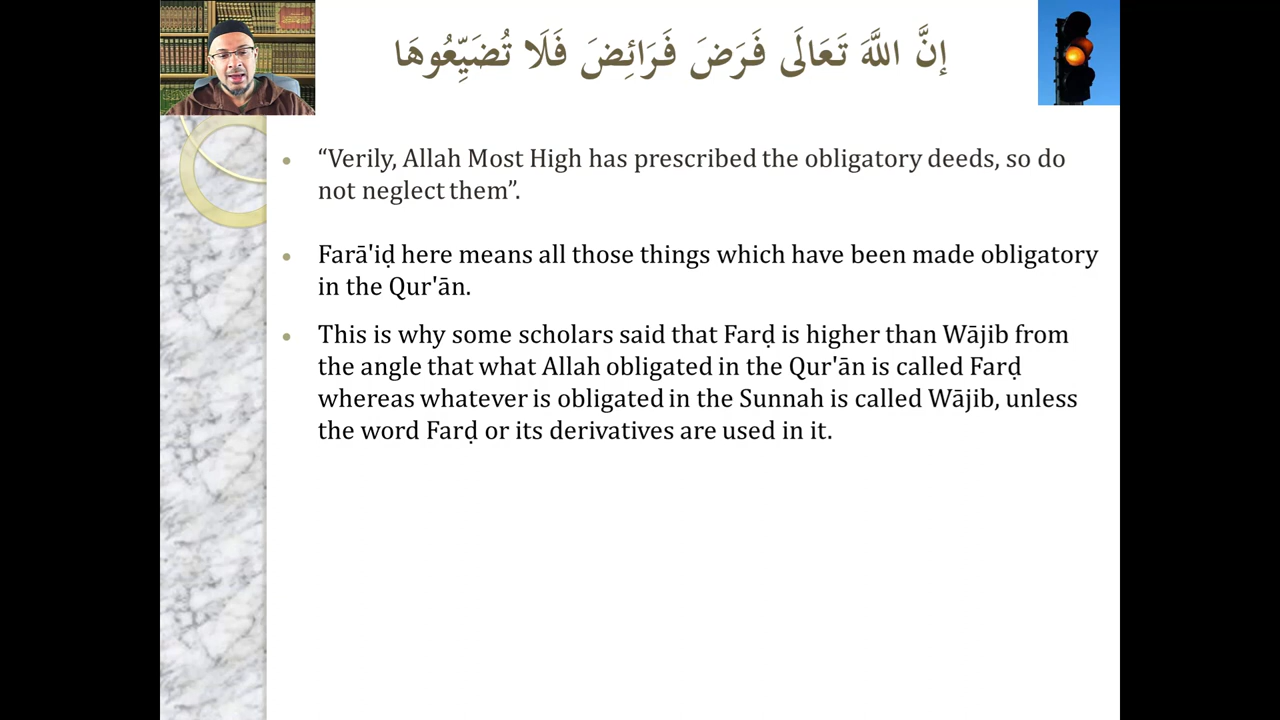 إنَّ اللَّهَ تَعَالَى فَرَضَ فَرَائِضَ فَلَا تُضَيِّعُوهَا
• “Verily, Allah Most High has prescribed the obligatory deeds, so do
not neglect them”.
• Farā'iḍ here means all those things which have been made obligatory
in the Qur'ān.
• This is why some scholars said that Farḍ is higher than Wājib from
the angle that what Allah obligated in the Qur'ān is called Farḍ
whereas whatever is obligated in the Sunnah is called Wājib, unless
the word Farḍ or its derivatives are used in it.